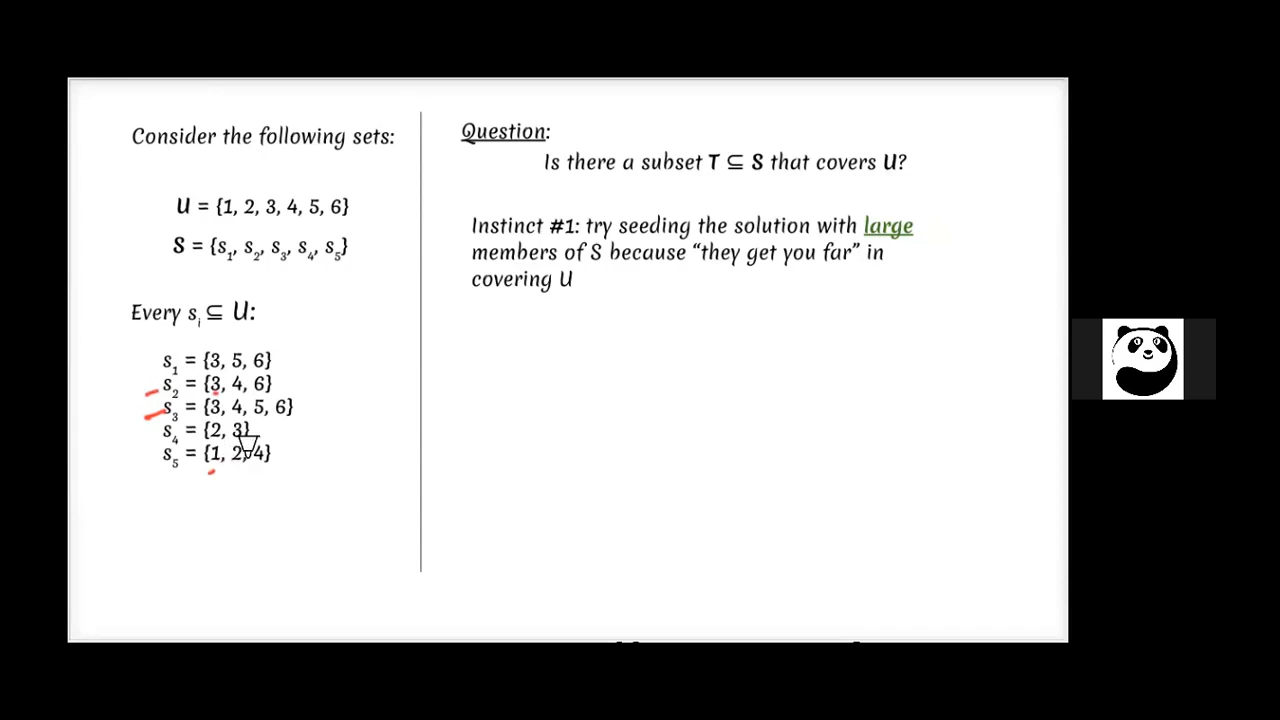 Consider the following sets:
U = {1, 2, 3, 4, 5, 6}
S = {s₁, s₂, s₃, s₄, s₅}
Every sᵢ ⊆ U:
s₁ = {3, 5, 6}
s₂ = {3, 4, 6}
s₃ = {3, 4, 5, 6}
s₄ = {2, 3}
s₅ = {1, 2, 4}
Question:
Is there a subset T ⊆ S that covers U?
Instinct #1: try seeding the solution with large
members of S because “they get you far” in
covering U